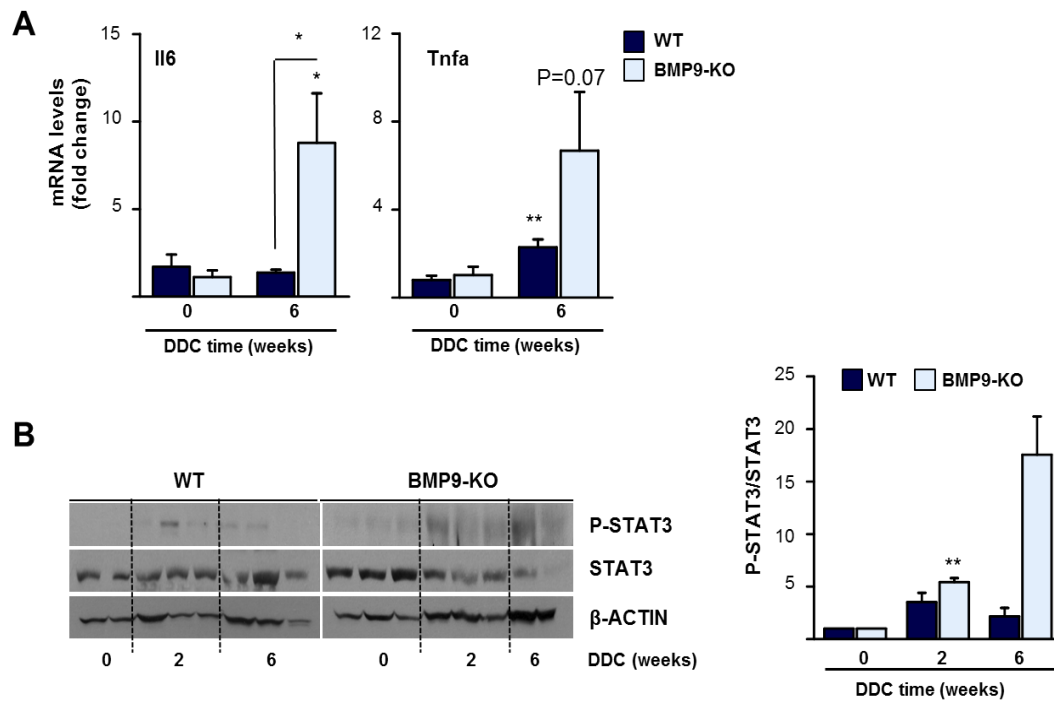 A
Il6
Tnfa
WT
BMP9-KO
mRNA levels
(fold change)
15
10
5
*
*
0
6
DDC time (weeks)
12
8
4
P=0.07
**
0
6
DDC time (weeks)
B
WT
BMP9-KO
P-STAT3
STAT3
β-ACTIN
0
2
6
0
2
6
DDC (weeks)
WT
BMP9-KO
P-STAT3/STAT3
25
20
15
10
5
**
0
2
6
DDC time (weeks)